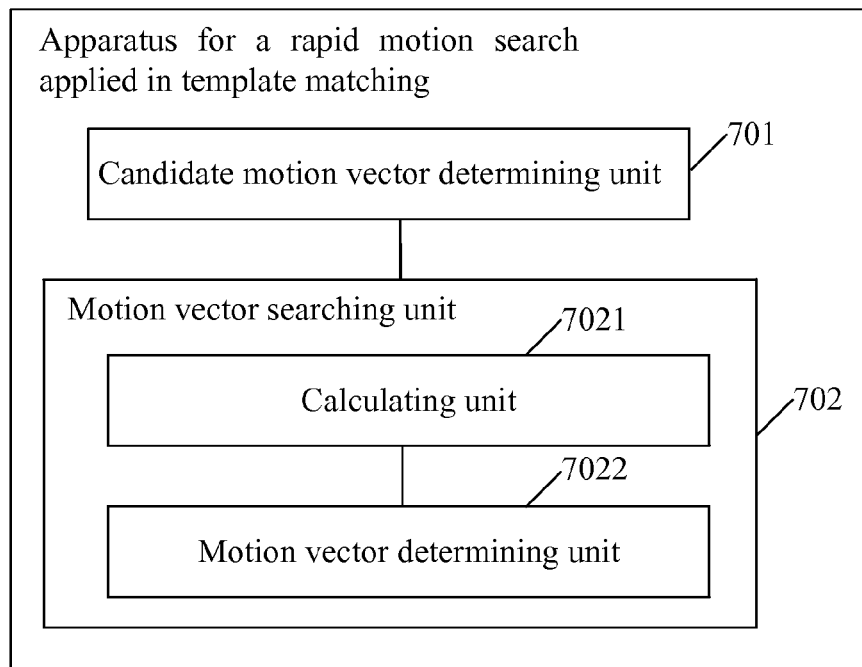 Apparatus for a rapid motion search
applied in template matching
701
Candidate motion vector determining unit
Motion vector searching unit
7021
Calculating unit
702
7022
Motion vector determining unit